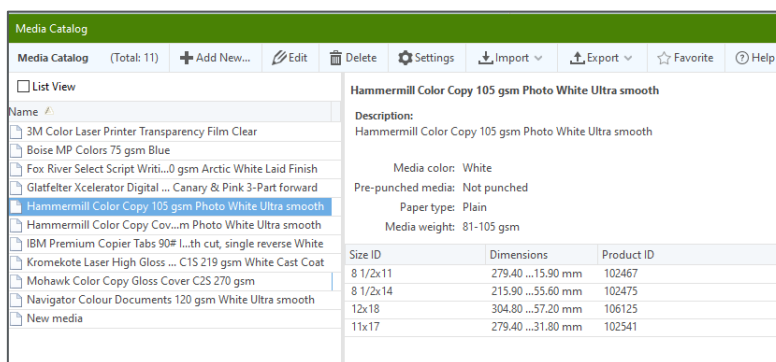 Media Catalog
Media Catalog (Total: 11) Add New... Edit Delete Settings Import Export Favorite Help
List View
Name
3M Color Laser Printer Transparency Film Clear
Boise MP Colors 75 gsm Blue
Fox River Select Script Writi...0 gsm Arctic White Laid Finish
Glatfelter Xcelerator Digital ... Canary & Pink 3-Part forward
Hammermill Color Copy 105 gsm Photo White Ultra smooth
Hammermill Color Copy Cov...m Photo White Ultra smooth
IBM Premium Copier Tabs 90# I...th cut, single reverse White
Kromekote Laser High Gloss ... C1S 219 gsm White Cast Coat
Mohawk Color Copy Gloss Cover C2S 270 gsm
Navigator Colour Documents 120 gsm White Ultra smooth
New media
Hammermill Color Copy 105 gsm Photo White Ultra smooth
Description:
Hammermill Color Copy 105 gsm Photo White Ultra smooth
Media color: White
Pre-punched media: Not punched
Paper type: Plain
Media weight: 81-105 gsm
Size ID Dimensions Product ID
8 1/2x11 279.40 ...15.90 mm 102467
8 1/2x14 215.90 ...55.60 mm 102475
12x18 304.80 ...57.20 mm 106125
11x17 279.40 ...31.80 mm 102541